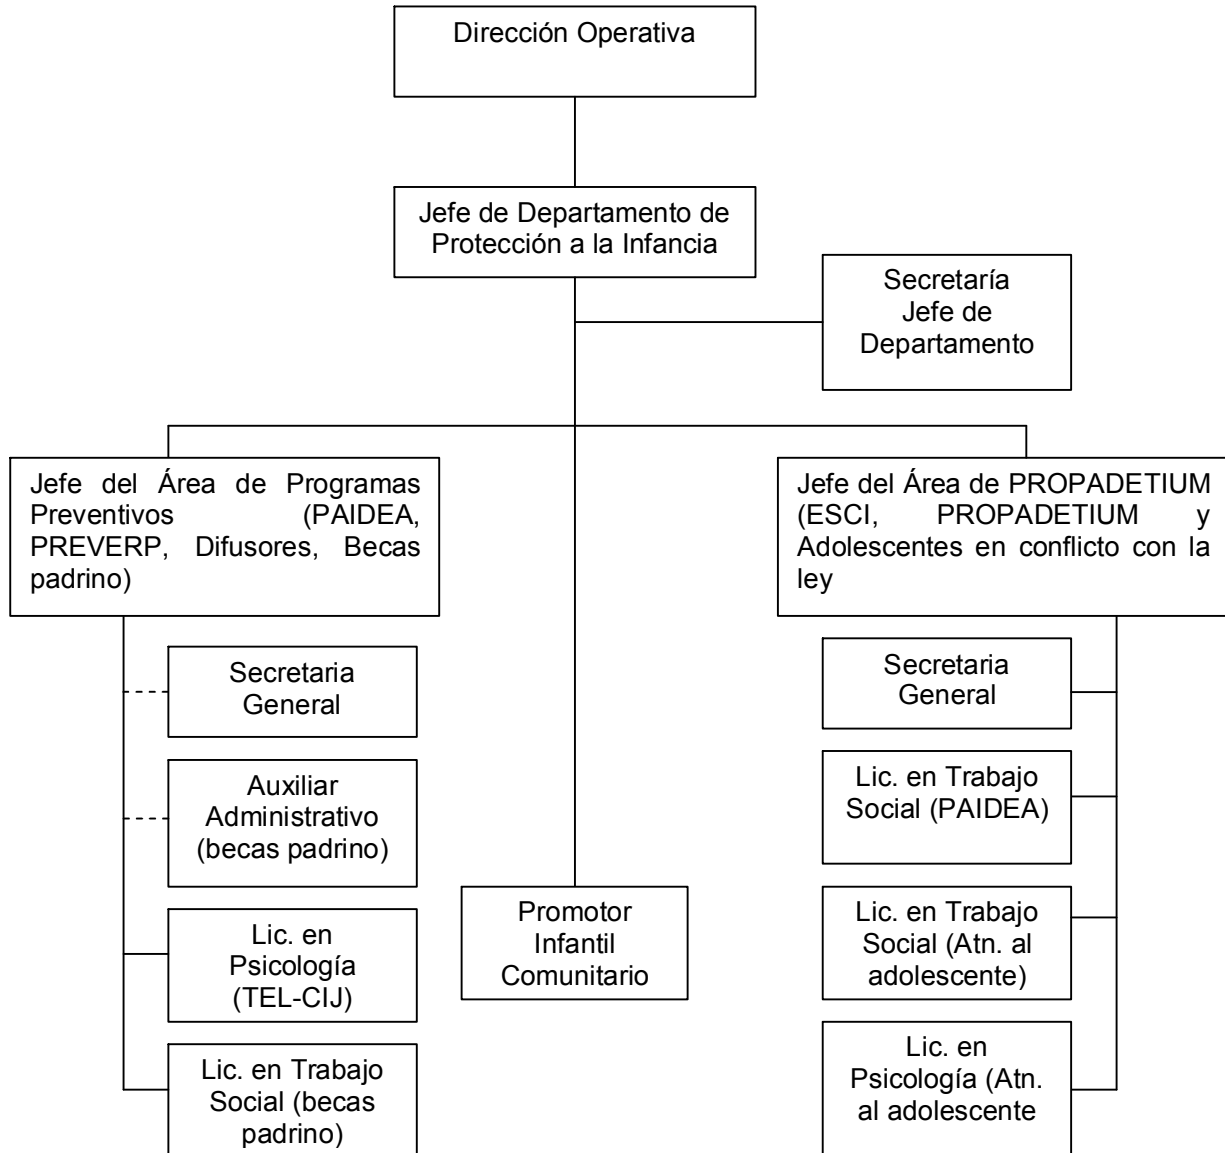 Dirección Operativa
Jefe de Departamento de
Protección a la Infancia
Secretaría
Jefe de
Departamento
Jefe del Área de Programas
Preventivos (PAIDEA,
PREVERP, Difusores, Becas
padrino)
Jefe del Área de PROPADETIUM
(ESCI, PROPADETIUM y
Adolescentes en conflicto con la
ley
Secretaria
General
Auxiliar
Administrativo
(becas padrino)
Lic. en
Psicología
(TEL-CIJ)
Lic. en Trabajo
Social (becas
padrino)
Promotor
Infantil
Comunitario
Secretaria
General
Lic. en Trabajo
Social (PAIDEA)
Lic. en Trabajo
Social (Atn. al
adolescente)
Lic. en
Psicología (Atn.
al adolescente